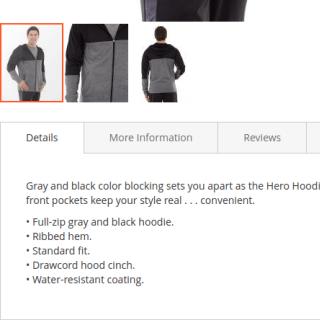 Details
More Information
Reviews
Gray and black color blocking sets you apart as the Hero Hoodi
front pockets keep your style real . . . convenient.
• Full-zip gray and black hoodie.
• Ribbed hem.
• Standard fit.
• Drawcord hood cinch.
• Water-resistant coating.